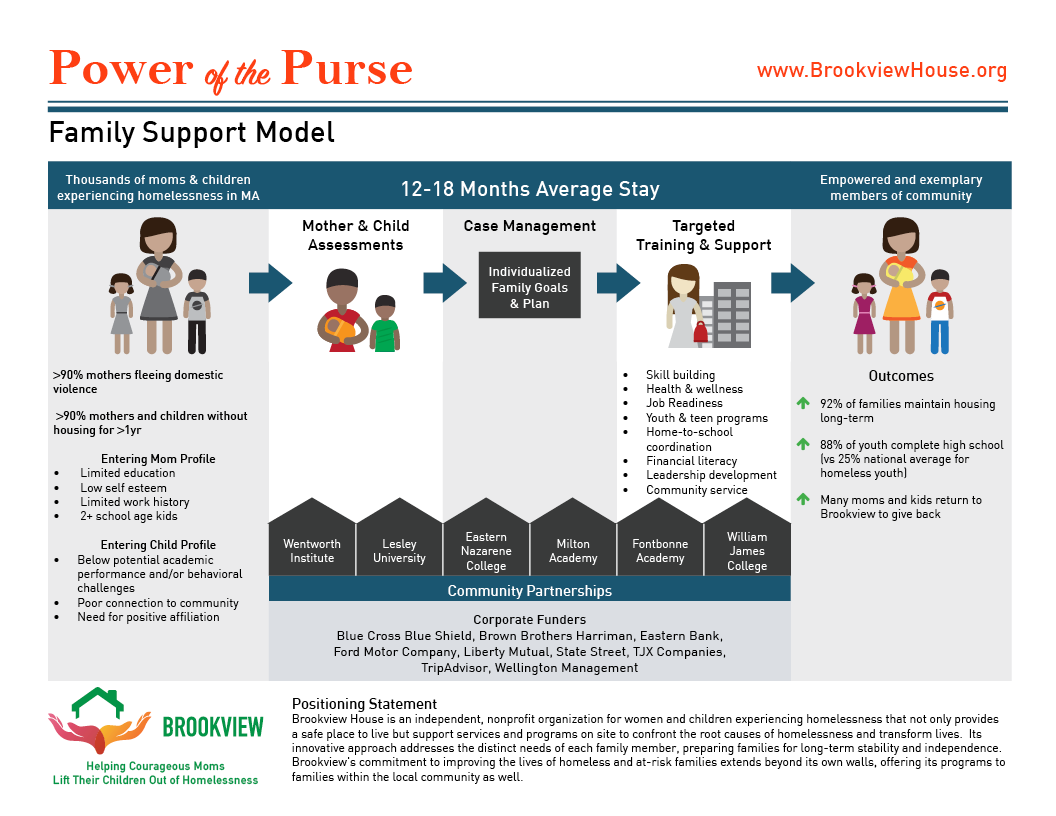 Power of the Purse
www.BrookviewHouse.org
Family Support Model
Thousands of moms & children
experiencing homelessness in MA
12-18 Months Average Stay
Empowered and exemplary
members of community
Mother & Child
Assessments
Case Management
Targeted
Training & Support
Individualized
Family Goals
& Plan
>90% mothers fleeing domestic
violence
>90% mothers and children without
housing for >1yr
Entering Mom Profile
• Limited education
• Low self esteem
• Limited work history
• 2+ school age kids
Entering Child Profile
• Below potential academic
performance and/or behavioral
challenges
• Poor connection to community
• Need for positive affiliation
• Skill building
• Health & wellness
• Job Readiness
• Youth & teen programs
• Home-to-school
coordination
• Financial literacy
• Leadership development
• Community service
Outcomes
92% of families maintain housing
long-term
88% of youth complete high school
(vs 25% national average for
homeless youth)
Many moms and kids return to
Brookview to give back
Wentworth
Institute
Lesley
University
Eastern
Nazarene
College
Milton
Academy
Fontbonne
Academy
William
James
College
Community Partnerships
Corporate Funders
Blue Cross Blue Shield, Brown Brothers Harriman, Eastern Bank,
Ford Motor Company, Liberty Mutual, State Street, TJX Companies,
TripAdvisor, Wellington Management
BROOKVIEW
Helping Courageous Moms
Lift Their Children Out of Homelessness
Positioning Statement
Brookview House is an independent, nonprofit organization for women and children experiencing homelessness that not only provides
a safe place to live but support services and programs on site to confront the root causes of homelessness and transform lives. Its
innovative approach addresses the distinct needs of each family member, preparing families for long-term stability and independence.
Brookview's commitment to improving the lives of homeless and at-risk families extends beyond its own walls, offering its programs to
families within the local community as well.